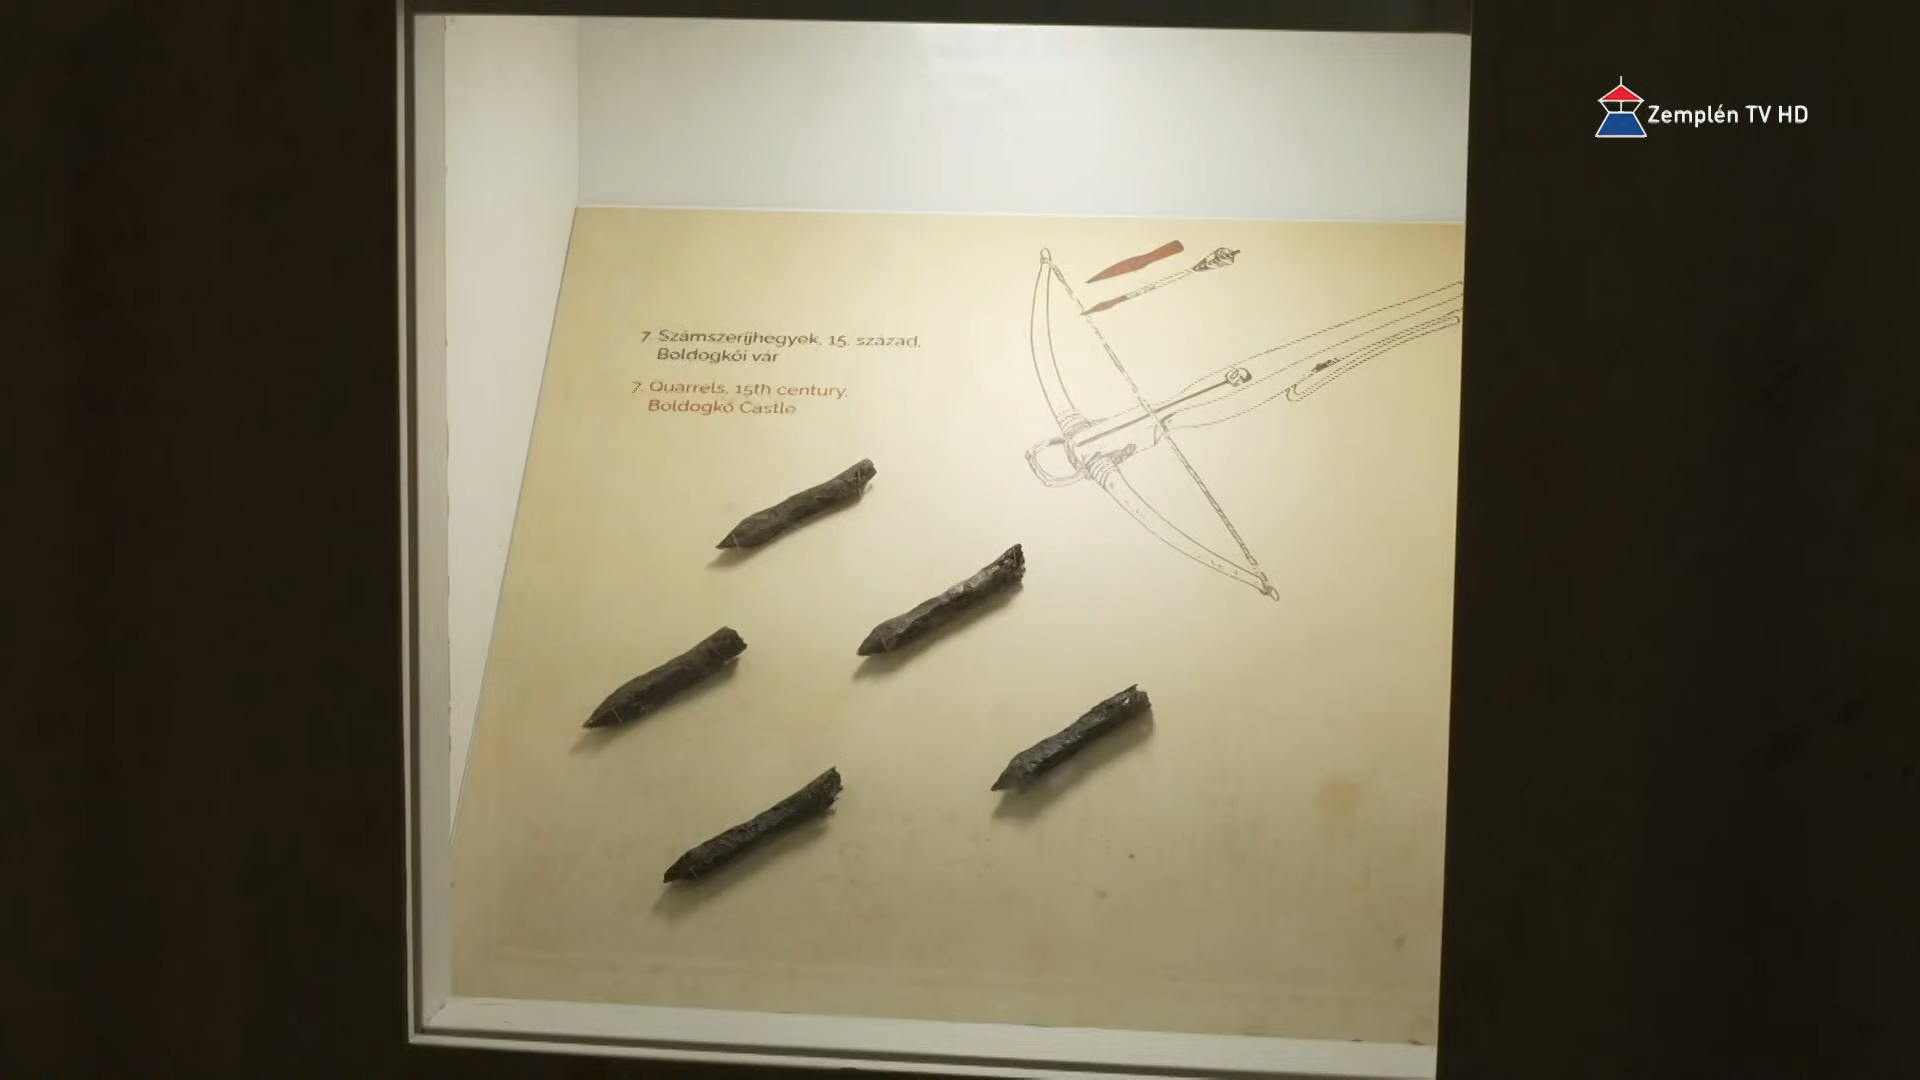 Zemplén TV HD
7. Számszeríjhegyek, 15. század,
Boldogkői vár
7. Quarrels, 15th century,
Boldogkő Castle